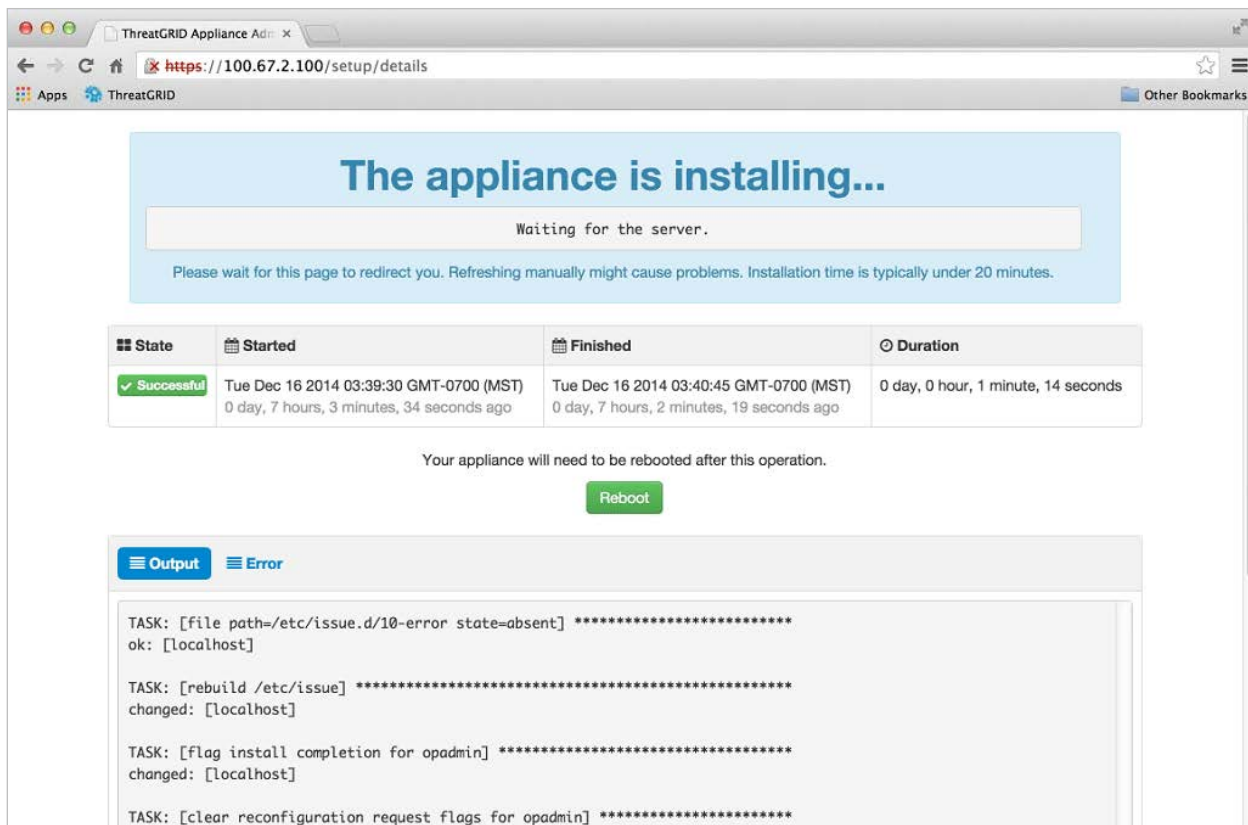 ThreatGRID Appliance Adm
https://100.67.2.100/setup/details
Apps ThreatGRID Other Bookmarks
The appliance is installing...
Waiting for the server.
Please wait for this page to redirect you. Refreshing manually might cause problems. Installation time is typically under 20 minutes.
State Started Finished Duration
Successful Tue Dec 16 2014 03:39:30 GMT-0700 (MST) Tue Dec 16 2014 03:40:45 GMT-0700 (MST) 0 day, 0 hour, 1 minute, 14 seconds
0 day, 7 hours, 3 minutes, 34 seconds ago 0 day, 7 hours, 2 minutes, 19 seconds ago
Your appliance will need to be rebooted after this operation.
Reboot
Output Error
TASK: [file path=/etc/issue.d/10-error state=absent] **************************
ok: [localhost]
TASK: [rebuild /etc/issue] ****************************************************
changed: [localhost]
TASK: [flag install completion for opadmin] ***********************************
changed: [localhost]
TASK: [clear reconfiguration request flags for opadmin] ***********************